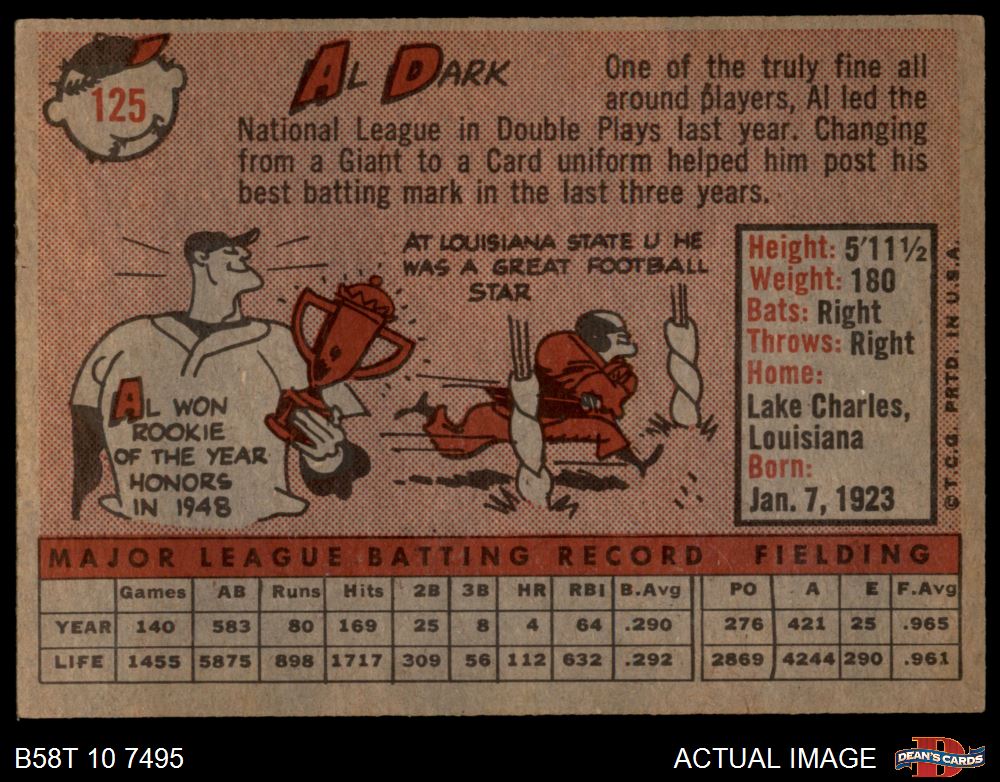 125
AL DARK
One of the truly fine all
around players, Al led the
National League in Double Plays last year. Changing
from a Giant to a Card uniform helped him post his
best batting mark in the last three years.
AT LOUISIANA STATE U HE
WAS A GREAT FOOTBALL
STAR
AL WON
ROOKIE
OF THE YEAR
HONORS
IN 1948
Height: 5'11½
Weight: 180
Bats: Right
Throws: Right
Home:
Lake Charles,
Louisiana
Born:
Jan. 7, 1923
© T.C.G. PRTD. IN U.S.A.
MAJOR LEAGUE BATTING RECORD FIELDING
Games AB Runs Hits 2B 3B HR RBI B.Avg PO A E F.Avg
YEAR 140 583 80 169 25 8 4 64 .290 276 421 25 .965
LIFE 1455 5875 898 1717 309 56 112 632 .292 2869 4244 290 .961
B58T 10 7495 ACTUAL IMAGE
D
DEAN'S CARDS